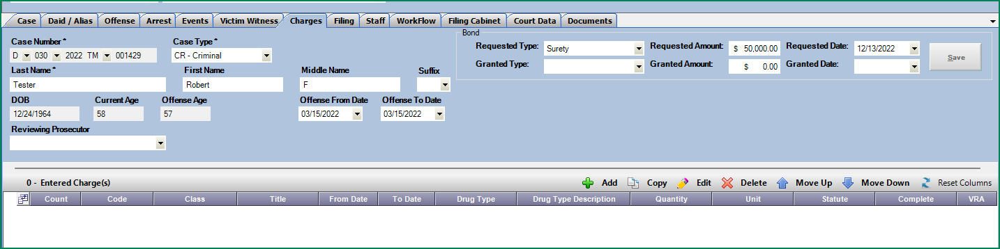 Case Daid / Alias Offense Arrest Events Victim Witness Charges Filing Staff WorkFlow Filing Cabinet Court Data Documents
Case Number * Case Type *
D 030 2022 TM 001429 CR - Criminal
Last Name * First Name Middle Name Suffix
Tester Robert F
DOB Current Age Offense Age Offense From Date Offense To Date
12/24/1964 58 57 03/15/2022 03/15/2022
Reviewing Prosecutor
Bond
Requested Type: Surety Requested Amount: $ 50,000.00 Requested Date: 12/13/2022
Granted Type: Granted Amount: $ 0.00 Granted Date:
Save
0 - Entered Charge(s) Add Copy Edit Delete Move Up Move Down Reset Columns
Count Code Class Title From Date To Date Drug Type Drug Type Description Quantity Unit Statute Complete VRA